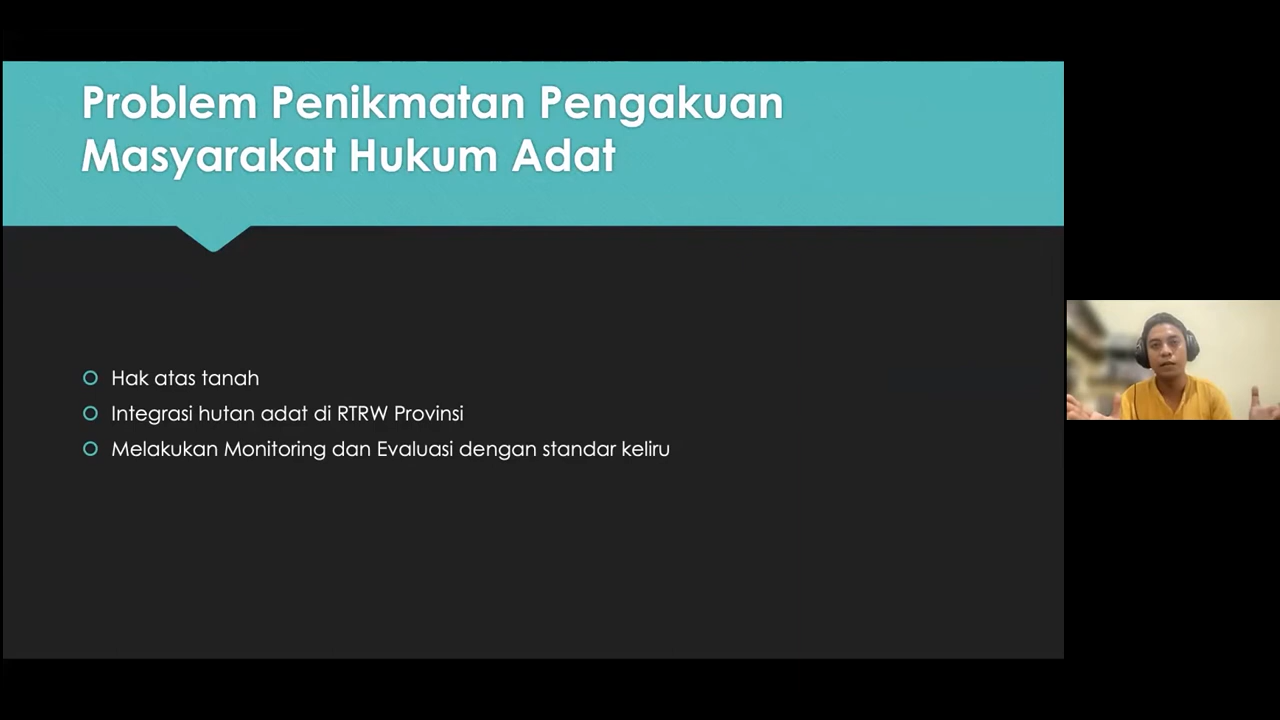 Problem Penikmatan Pengakuan
Masyarakat Hukum Adat
Hak atas tanah
Integrasi hutan adat di RTRW Provinsi
Melakukan Monitoring dan Evaluasi dengan standar keliru